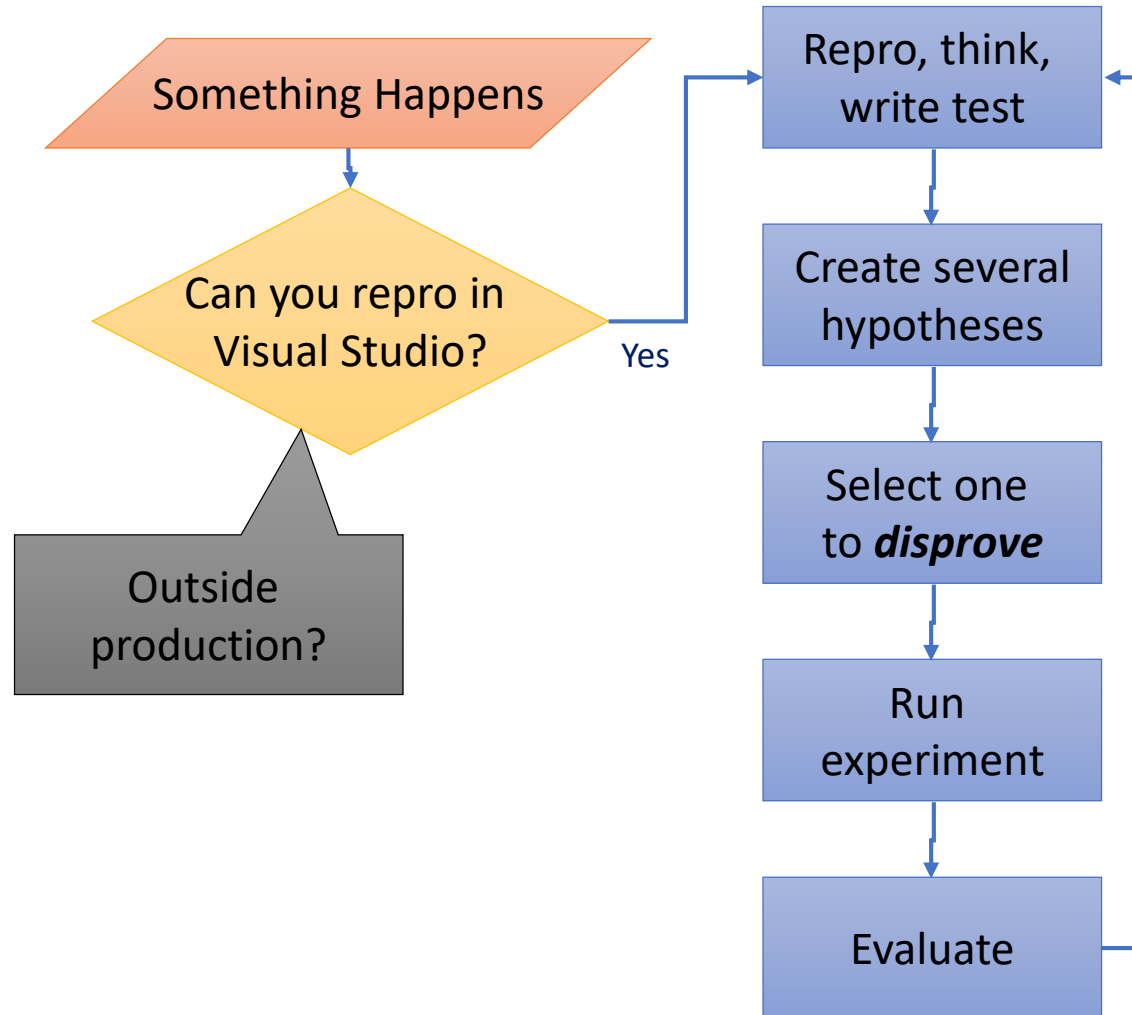 Something Happens
Can you repro in
Visual Studio?
Yes
Outside
production?
Repro, think,
write test
Create several
hypotheses
Select one
to disprove
Run
experiment
Evaluate